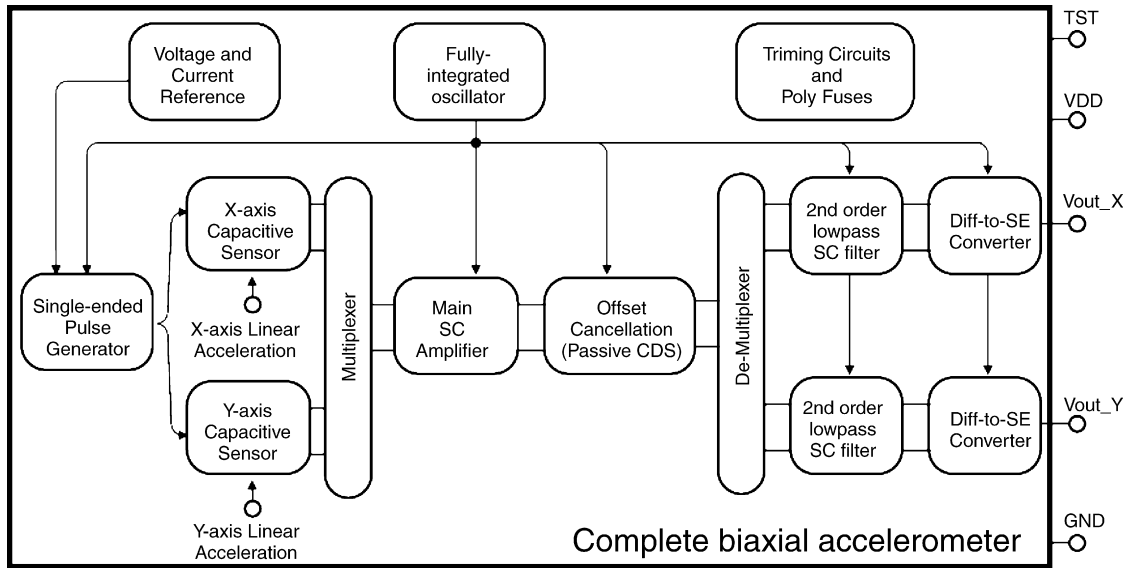 Voltage and
Current
Reference
Fully-
integrated
oscillator
Triming Circuits
and
Poly Fuses
TST
VDD
X-axis
Capacitive
Sensor
2nd order
lowpass
SC filter
Diff-to-SE
Converter
Vout_X
Single-ended
Pulse
Generator
X-axis Linear
Acceleration
Multiplexer
Main
SC
Amplifier
Offset
Cancellation
(Passive CDS)
De-Multiplexer
Y-axis
Capacitive
Sensor
2nd order
lowpass
SC filter
Diff-to-SE
Converter
Vout_Y
Y-axis Linear
Acceleration
Complete biaxial accelerometer
GND